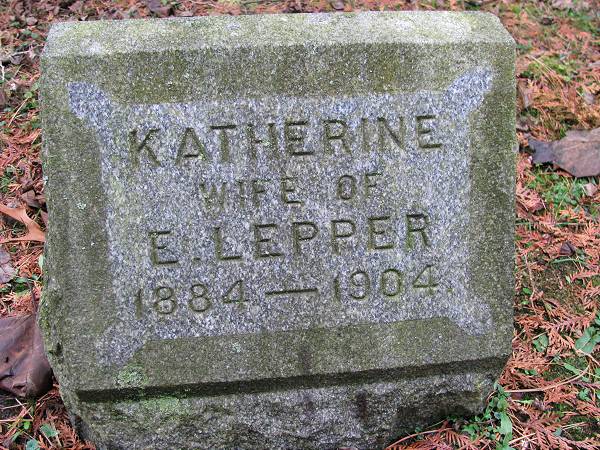 KATHERINE
WIFE OF
E. LEPPER
1884 — 1904.